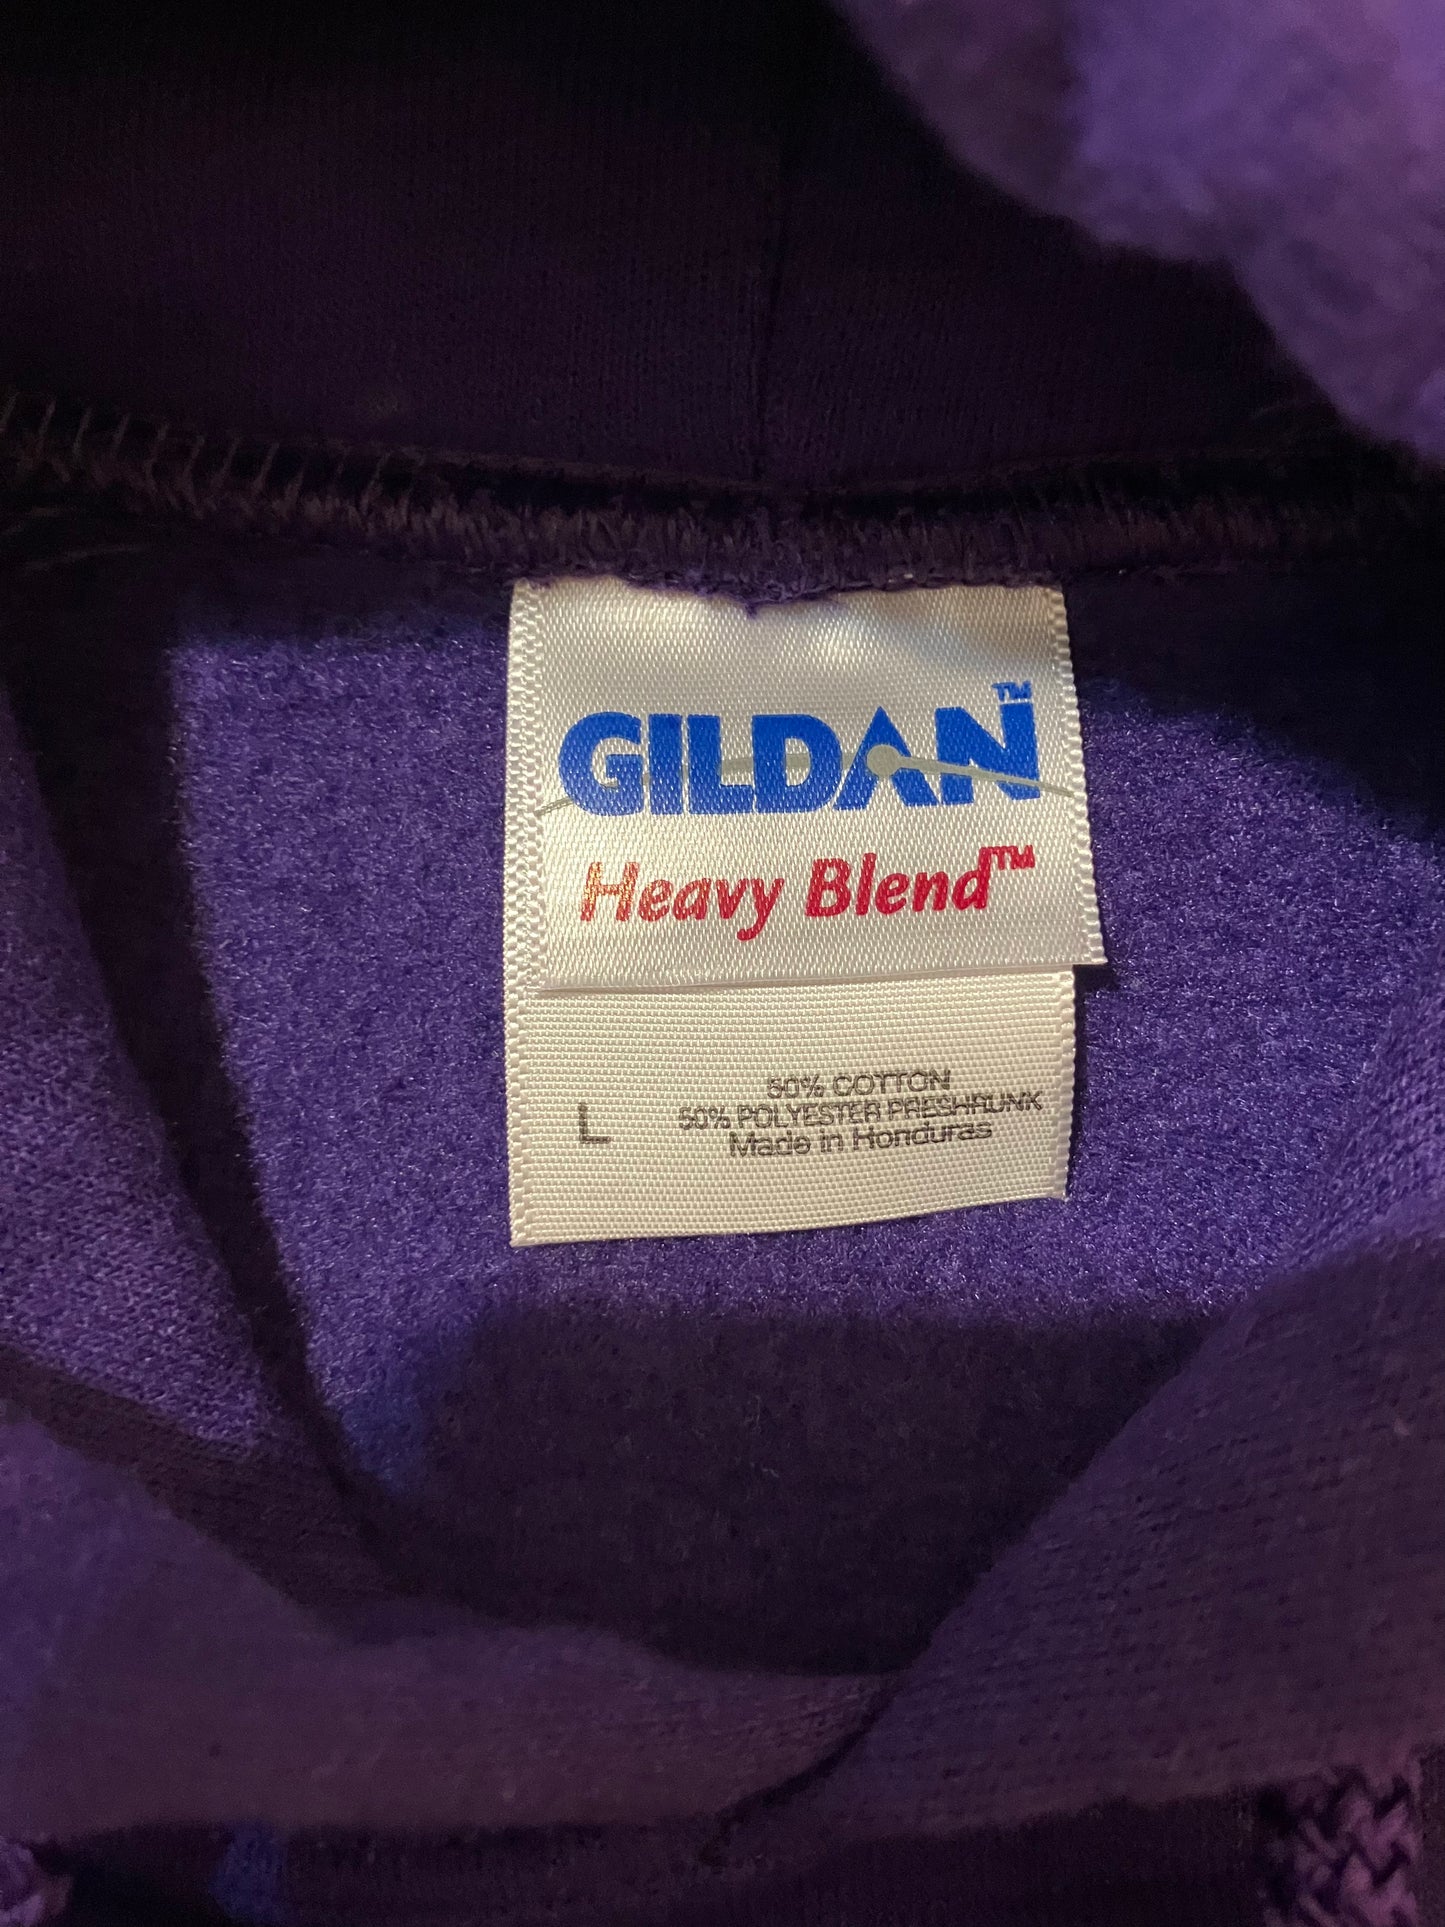 GILDAN™
Heavy Blend™
50% COTTON
L 50% POLYESTER PRESHRUNK
Made in Honduras